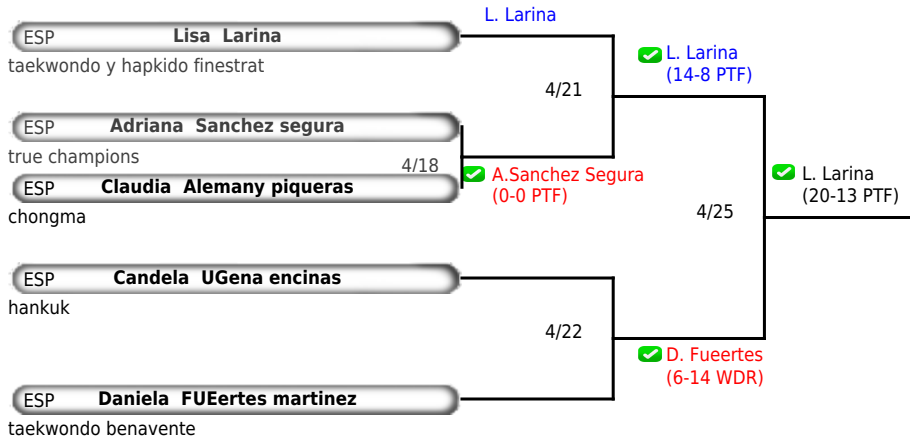 L. Larina
ESP Lisa Larina
taekwondo y hapkido finestrat
L. Larina
(14-8 PTF)
4/21
ESP Adriana Sanchez segura
true champions
4/18
A.Sanchez Segura
(0-0 PTF)
ESP Claudia Alemany piqueras
chongma
L. Larina
(20-13 PTF)
4/25
ESP Candela UGena encinas
hankuk
4/22
D. Fueertes
(6-14 WDR)
ESP Daniela FUEertes martinez
taekwondo benavente